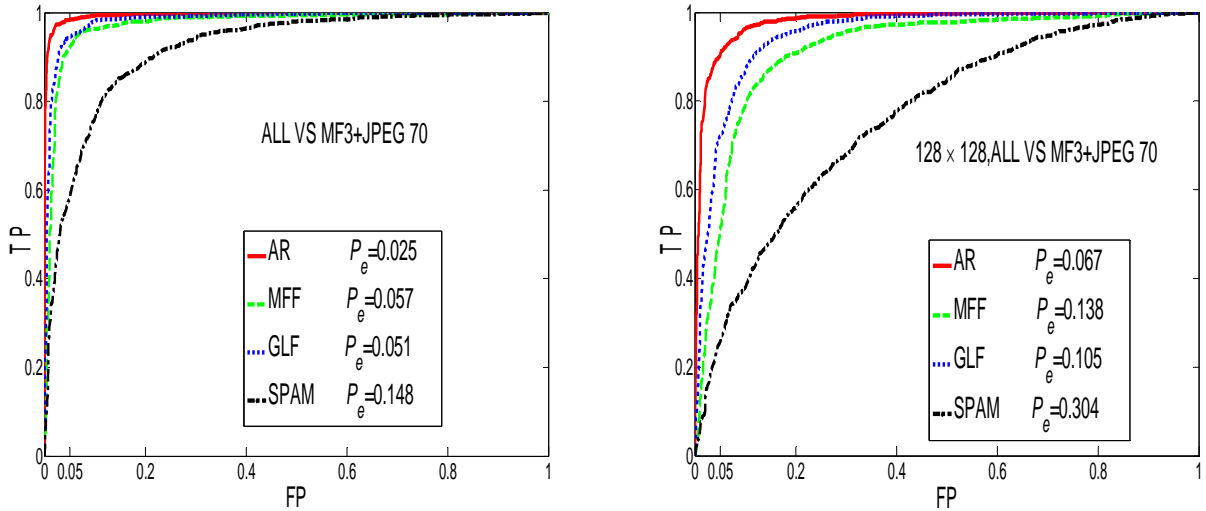 1
0.8
0.6
0.4
0.2
0
T P
ALL VS MF3+JPEG 70
AR P_e=0.025
MFF P_e=0.057
GLF P_e=0.051
SPAM P_e=0.148
0 0.05 0.2 0.4 0.6 0.8 1
FP
1
0.8
0.6
0.4
0.2
0
T P
128 × 128,ALL VS MF3+JPEG 70
AR P_e=0.067
MFF P_e=0.138
GLF P_e=0.105
SPAM P_e=0.304
0 0.05 0.2 0.4 0.6 0.8 1
FP